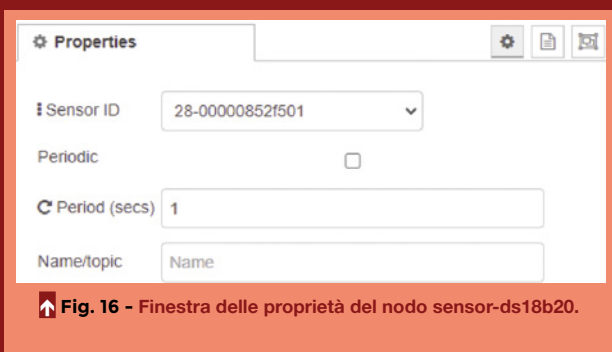 Properties
Sensor ID 28-00000852f501
Periodic
Period (secs) 1
Name/topic Name
Fig. 16 - Finestra delle proprietà del nodo sensor-ds18b20.